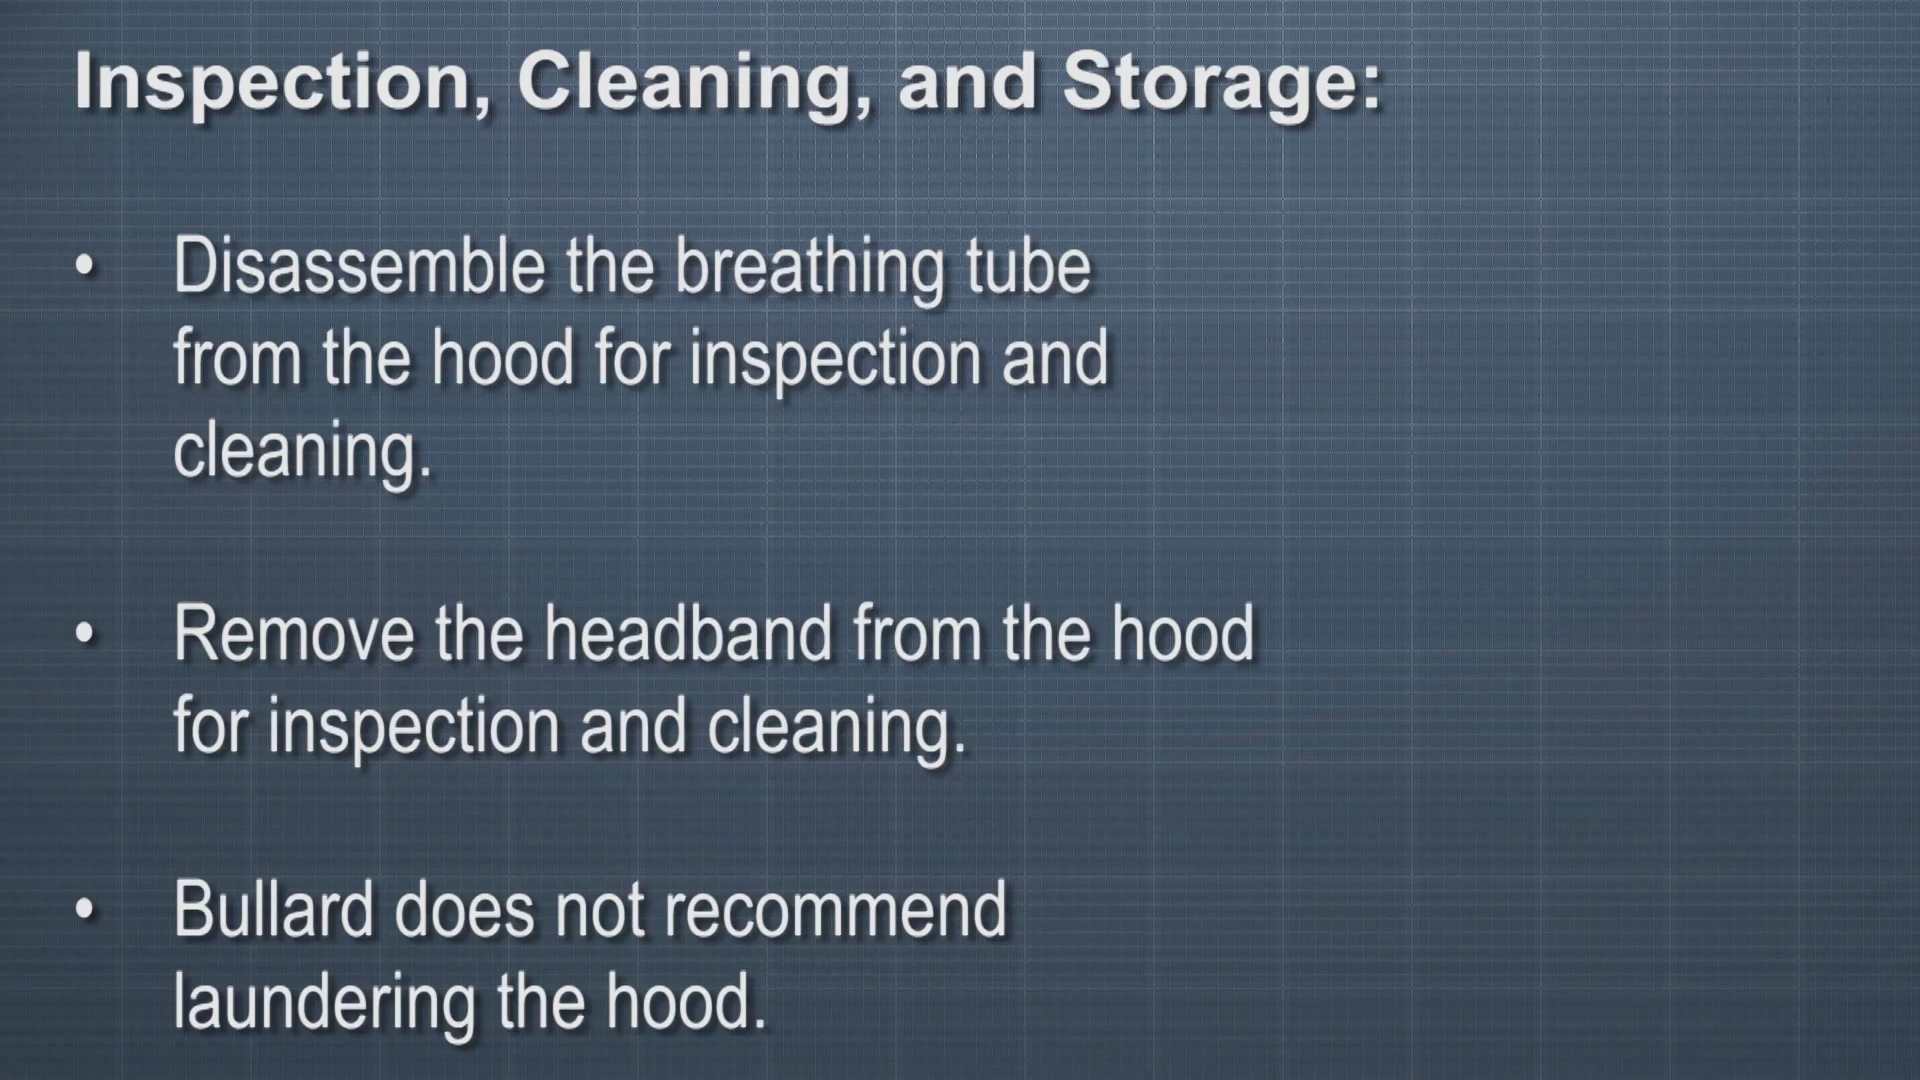 Inspection, Cleaning, and Storage:
• Disassemble the breathing tube
from the hood for inspection and
cleaning.
• Remove the headband from the hood
for inspection and cleaning.
• Bullard does not recommend
laundering the hood.